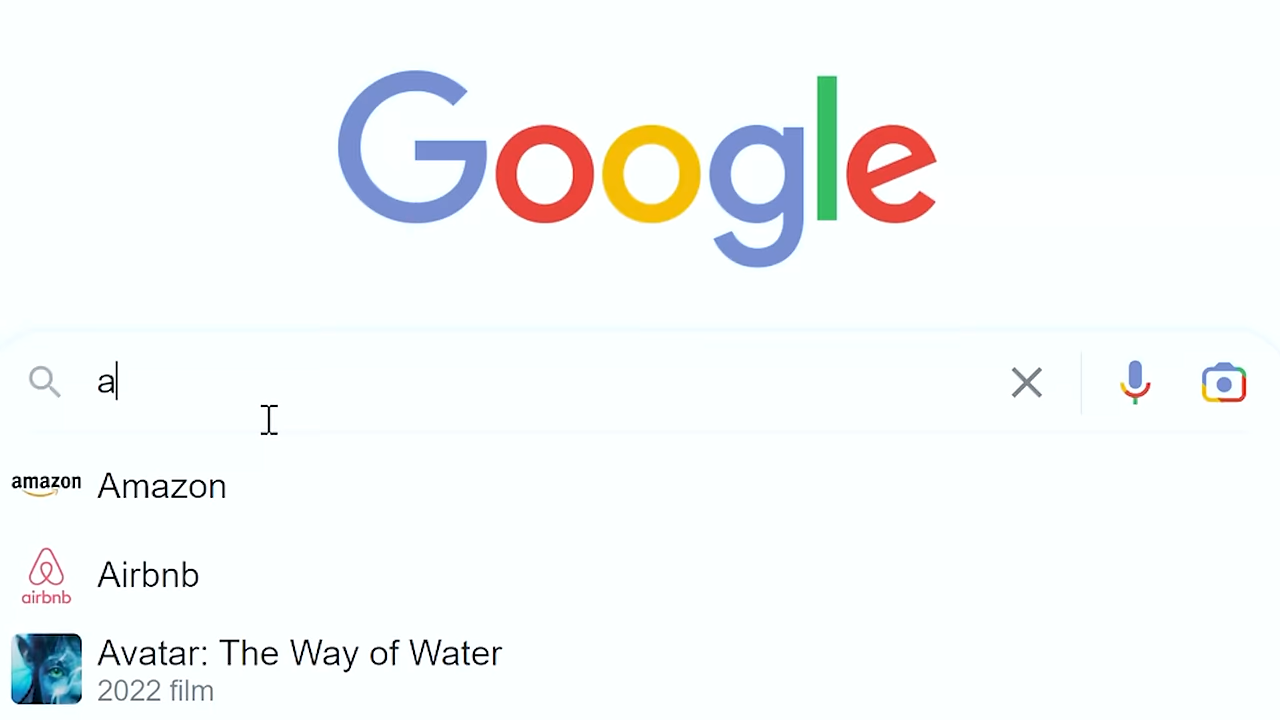 Google
a
amazon Amazon
airbnb Airbnb
Avatar: The Way of Water
2022 film